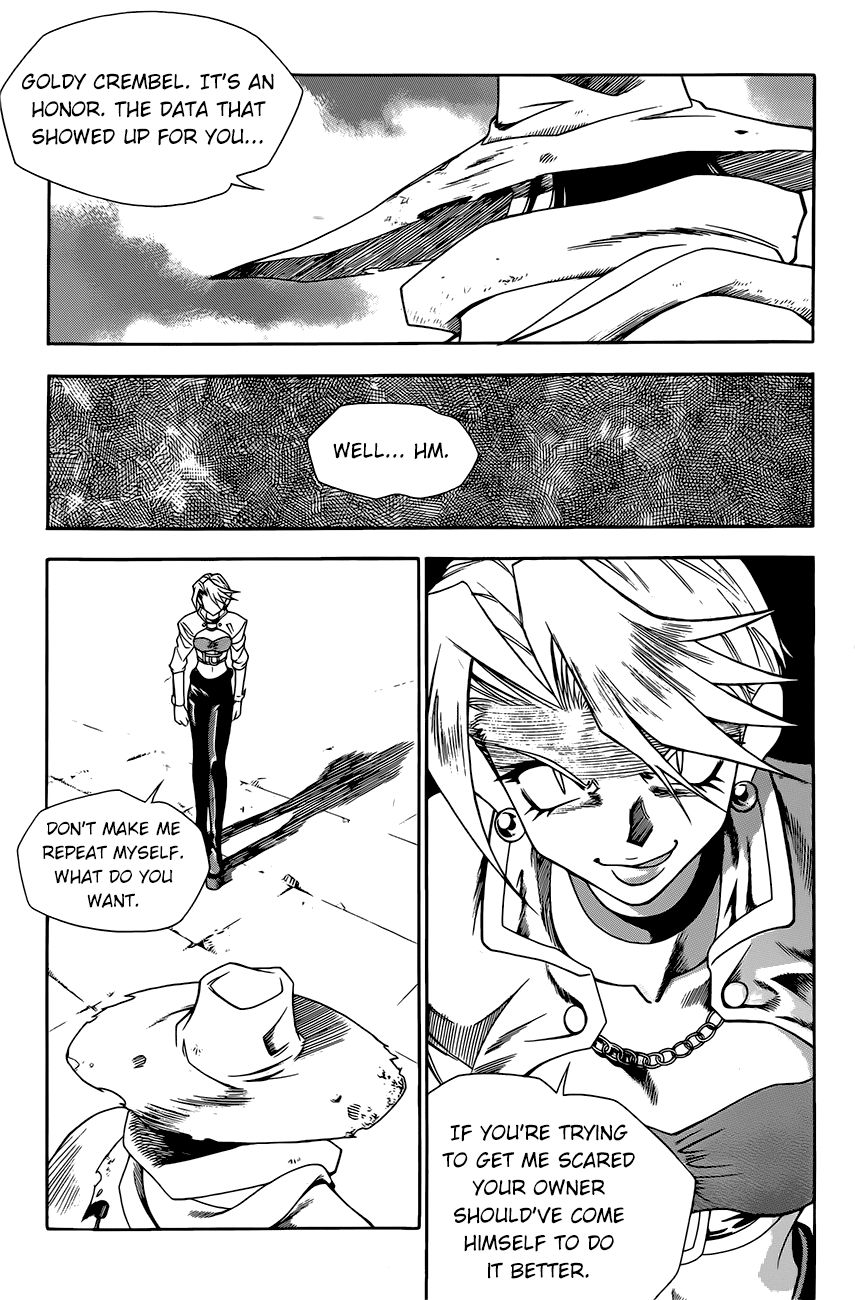 GOLDY CREMBEL. IT'S AN
HONOR. THE DATA THAT
SHOWED UP FOR YOU...
WELL... HM.
DON'T MAKE ME
REPEAT MYSELF.
WHAT DO YOU
WANT.
IF YOU'RE TRYING
TO GET ME SCARED
YOUR OWNER
SHOULD'VE COME
HIMSELF TO DO
IT BETTER.